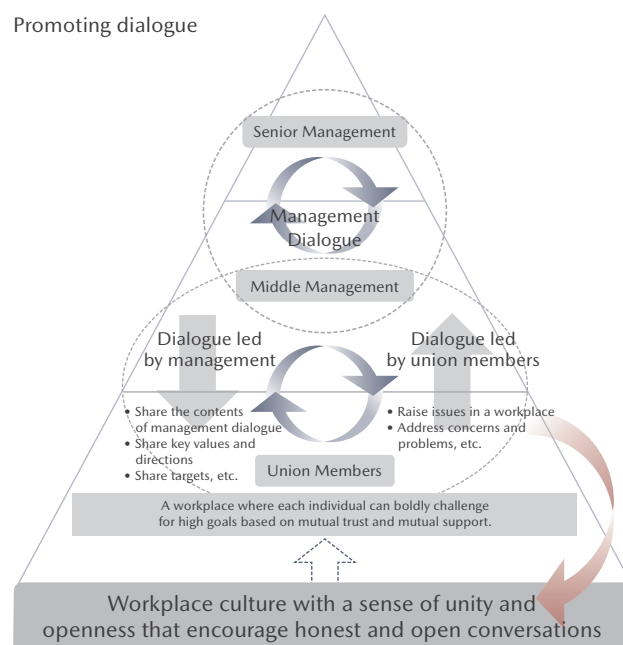 Promoting dialogue
Senior Management
Management
Dialogue
Middle Management
Dialogue led
by management
Dialogue led
by union members
• Share the contents
of management dialogue
• Share key values and
directions
• Share targets, etc.
• Raise issues in a workplace
• Address concerns and
problems, etc.
Union Members
A workplace where each individual can boldly challenge
for high goals based on mutual trust and mutual support.
Workplace culture with a sense of unity and
openness that encourage honest and open conversations